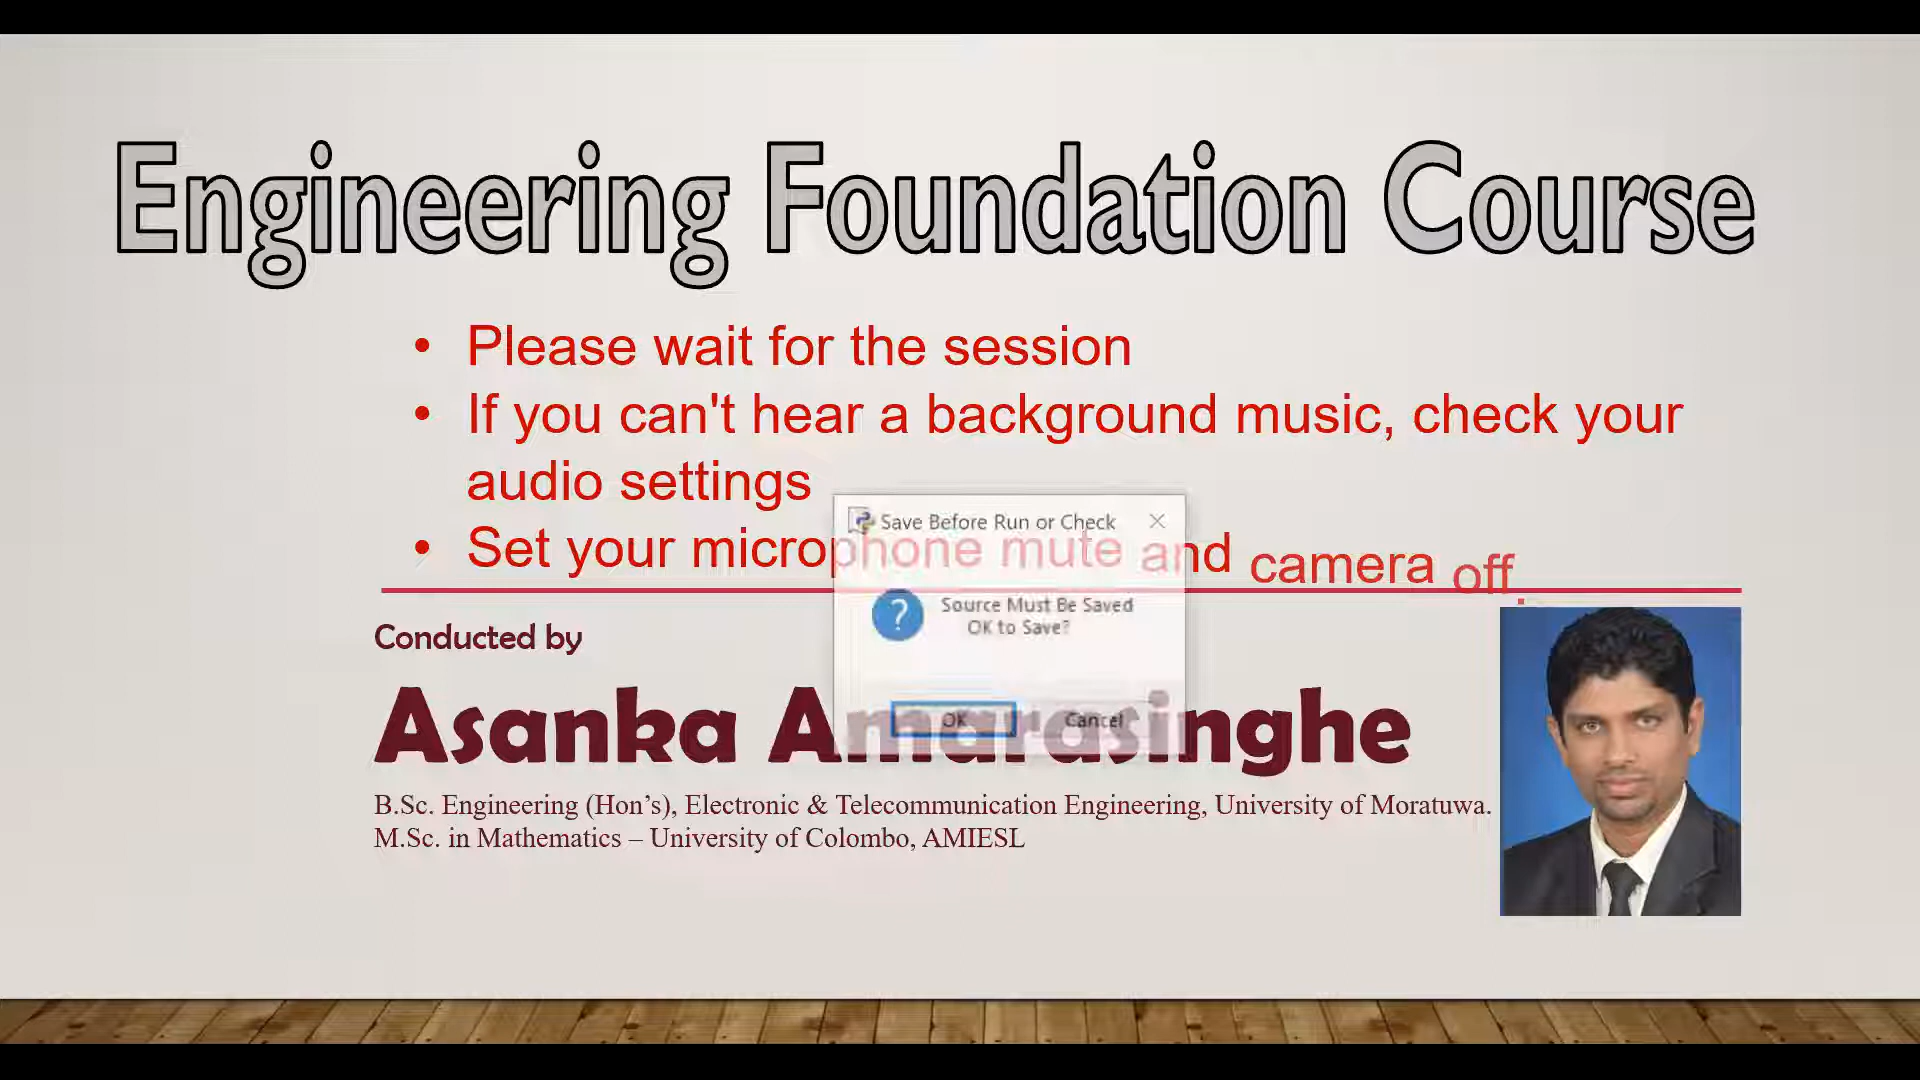 Engineering Foundation Course
• Please wait for the session
• If you can't hear a background music, check your
audio settings
• Set your microphone mute and camera off.
Save Before Run or Check
Source Must Be Saved
OK to Save?
OK Cancel
Conducted by
Asanka Amarasinghe
B.Sc. Engineering (Hon’s), Electronic & Telecommunication Engineering, University of Moratuwa.
M.Sc. in Mathematics – University of Colombo, AMIESL